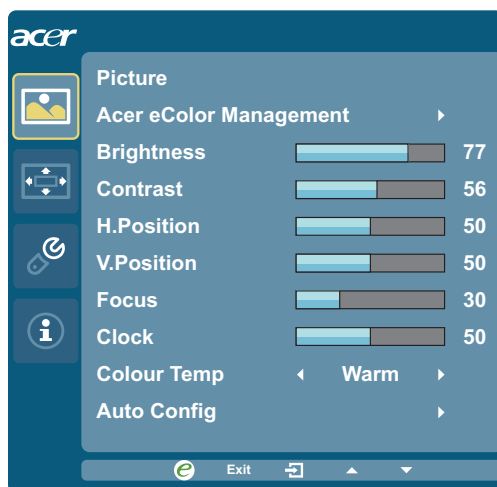 acer
Picture
Acer eColor Management
Brightness 77
Contrast 56
H.Position 50
V.Position 50
Focus 30
Clock 50
Colour Temp Warm
Auto Config
e Exit